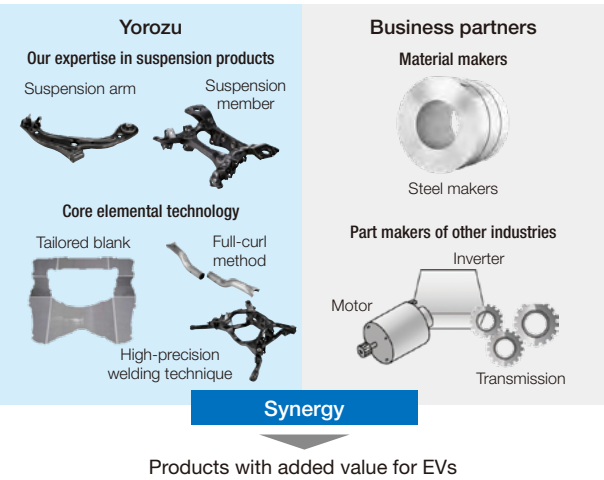 Yorozu
Our expertise in suspension products
Suspension arm
Suspension
member
Core elemental technology
Tailored blank
Full-curl
method
High-precision
welding technique
Business partners
Material makers
Steel makers
Part makers of other industries
Inverter
Motor
Transmission
Synergy
Products with added value for EVs